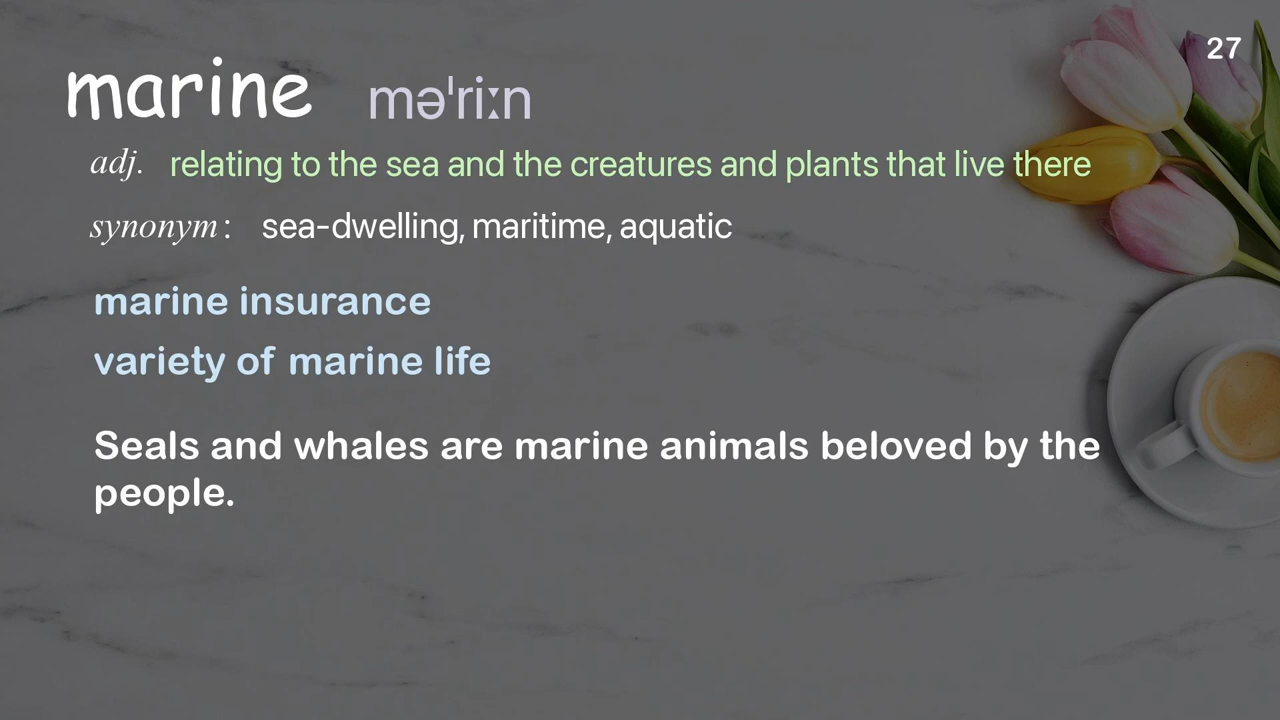 27
marine məˈriːn
adj. relating to the sea and the creatures and plants that live there
synonym: sea-dwelling, maritime, aquatic
marine insurance
variety of marine life
Seals and whales are marine animals beloved by the
people.